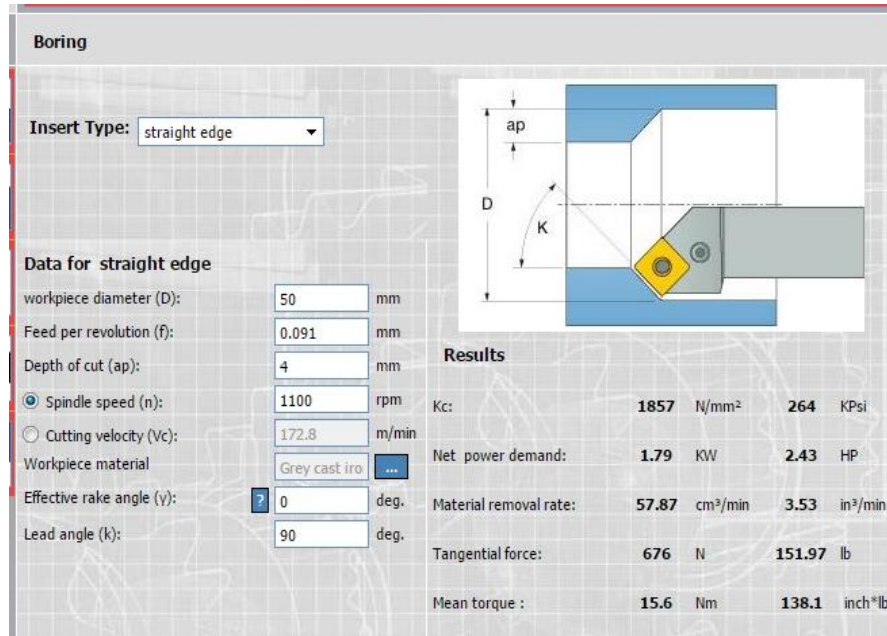 Boring
Insert Type: straight edge
ap
D
K
Data for straight edge
workpiece diameter (D): 50 mm
Feed per revolution (f): 0.091 mm
Depth of cut (ap): 4 mm
Spindle speed (n): 1100 rpm
Cutting velocity (Vc): 172.8 m/min
Workpiece material Grey cast iro ...
Effective rake angle (γ): ? 0 deg.
Lead angle (k): 90 deg.
Results
Kc: 1857 N/mm² 264 KPsi
Net power demand: 1.79 KW 2.43 HP
Material removal rate: 57.87 cm³/min 3.53 in³/min
Tangential force: 676 N 151.97 lb
Mean torque : 15.6 Nm 138.1 inch*lb